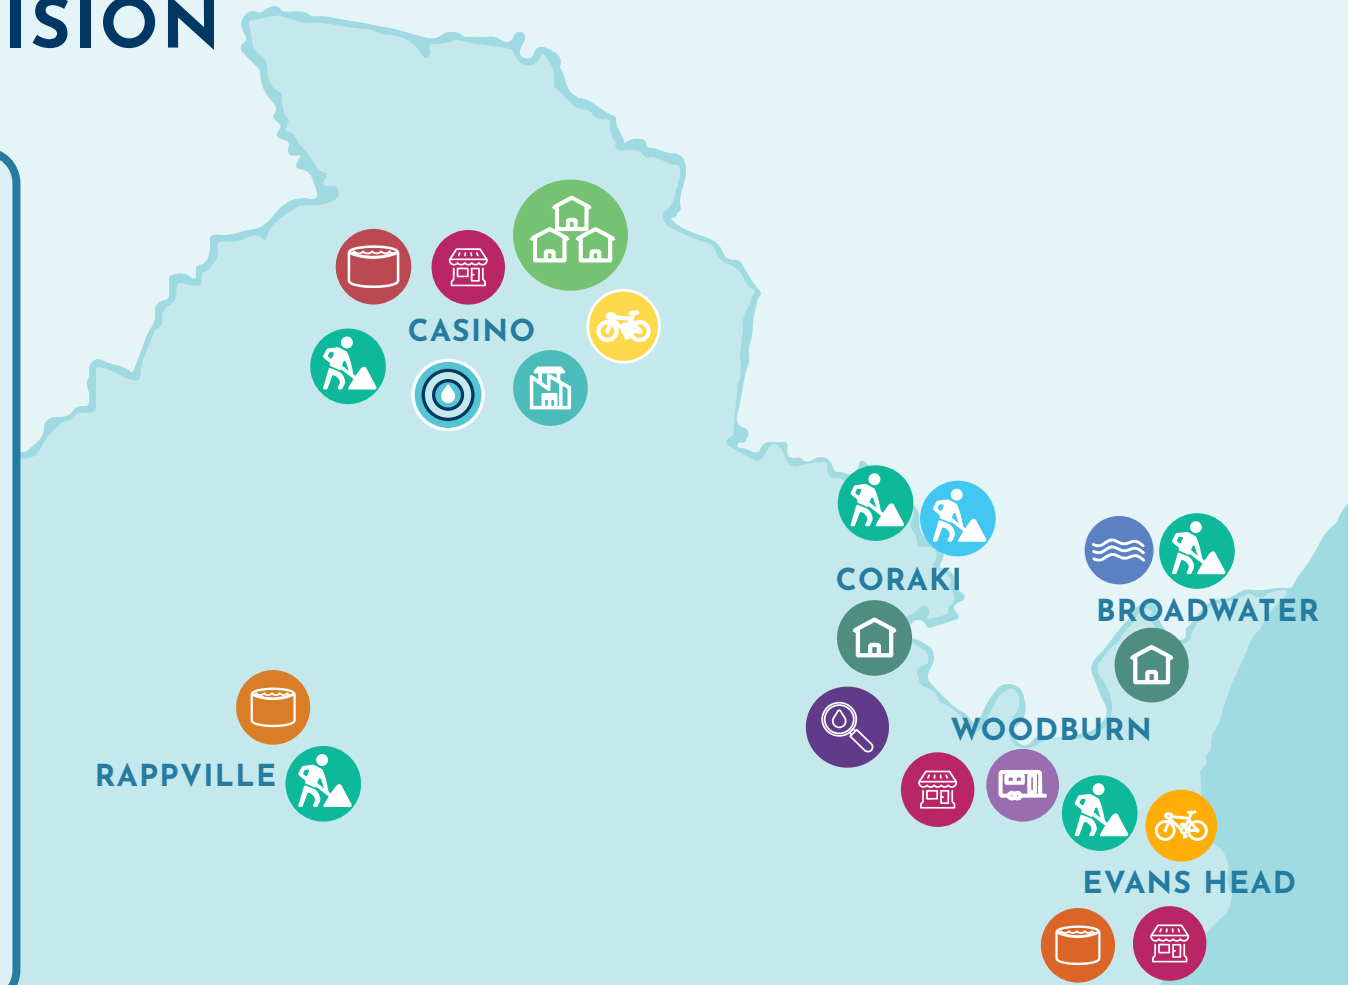 ISION
CASINO
CORAKI
BROADWATER
WOODBURN
RAPPVILLE
EVANS HEAD